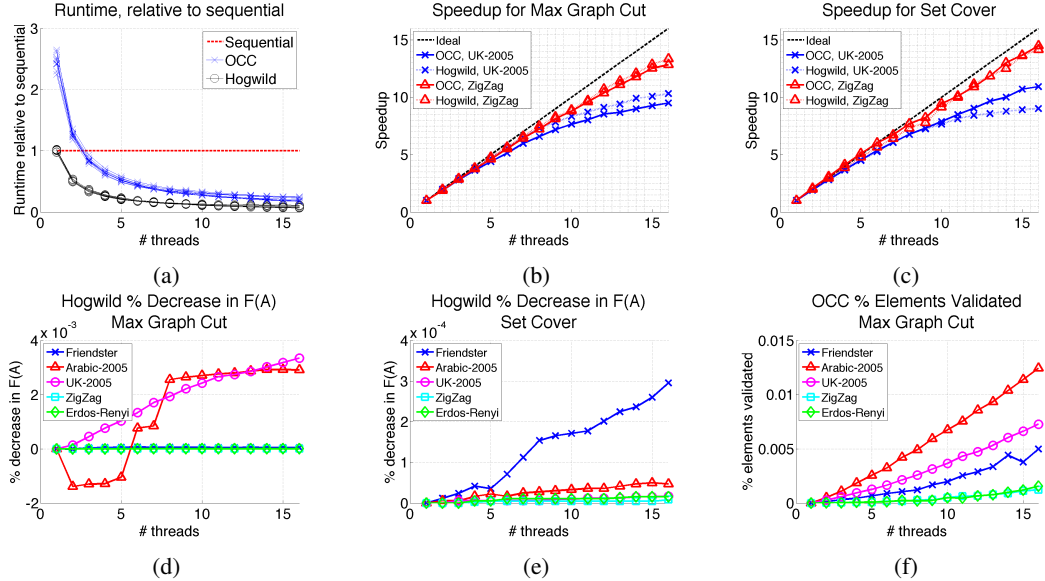 Runtime, relative to sequential
Runtime relative to sequential
3
2
1
0
Sequential
OCC
Hogwild
0 5 10 15
# threads
(a)
Speedup for Max Graph Cut
Speedup
15
10
5
0
Ideal
OCC, UK-2005
Hogwild, UK-2005
OCC, ZigZag
Hogwild, ZigZag
0 5 10 15
# threads
(b)
Speedup for Set Cover
Speedup
15
10
5
0
Ideal
OCC, UK-2005
Hogwild, UK-2005
OCC, ZigZag
Hogwild, ZigZag
0 5 10 15
# threads
(c)
Hogwild % Decrease in F(A)
Max Graph Cut
x 10⁻³
% decrease in F(A)
4
2
0
-2
Friendster
Arabic-2005
UK-2005
ZigZag
Erdos-Renyi
0 5 10 15
# threads
(d)
Hogwild % Decrease in F(A)
Set Cover
x 10⁻⁴
% decrease in F(A)
4
3
2
1
0
Friendster
Arabic-2005
UK-2005
ZigZag
Erdos-Renyi
0 5 10 15
# threads
(e)
OCC % Elements Validated
Max Graph Cut
% elements validated
0.015
0.01
0.005
0
Friendster
Arabic-2005
UK-2005
ZigZag
Erdos-Renyi
0 5 10 15
# threads
(f)